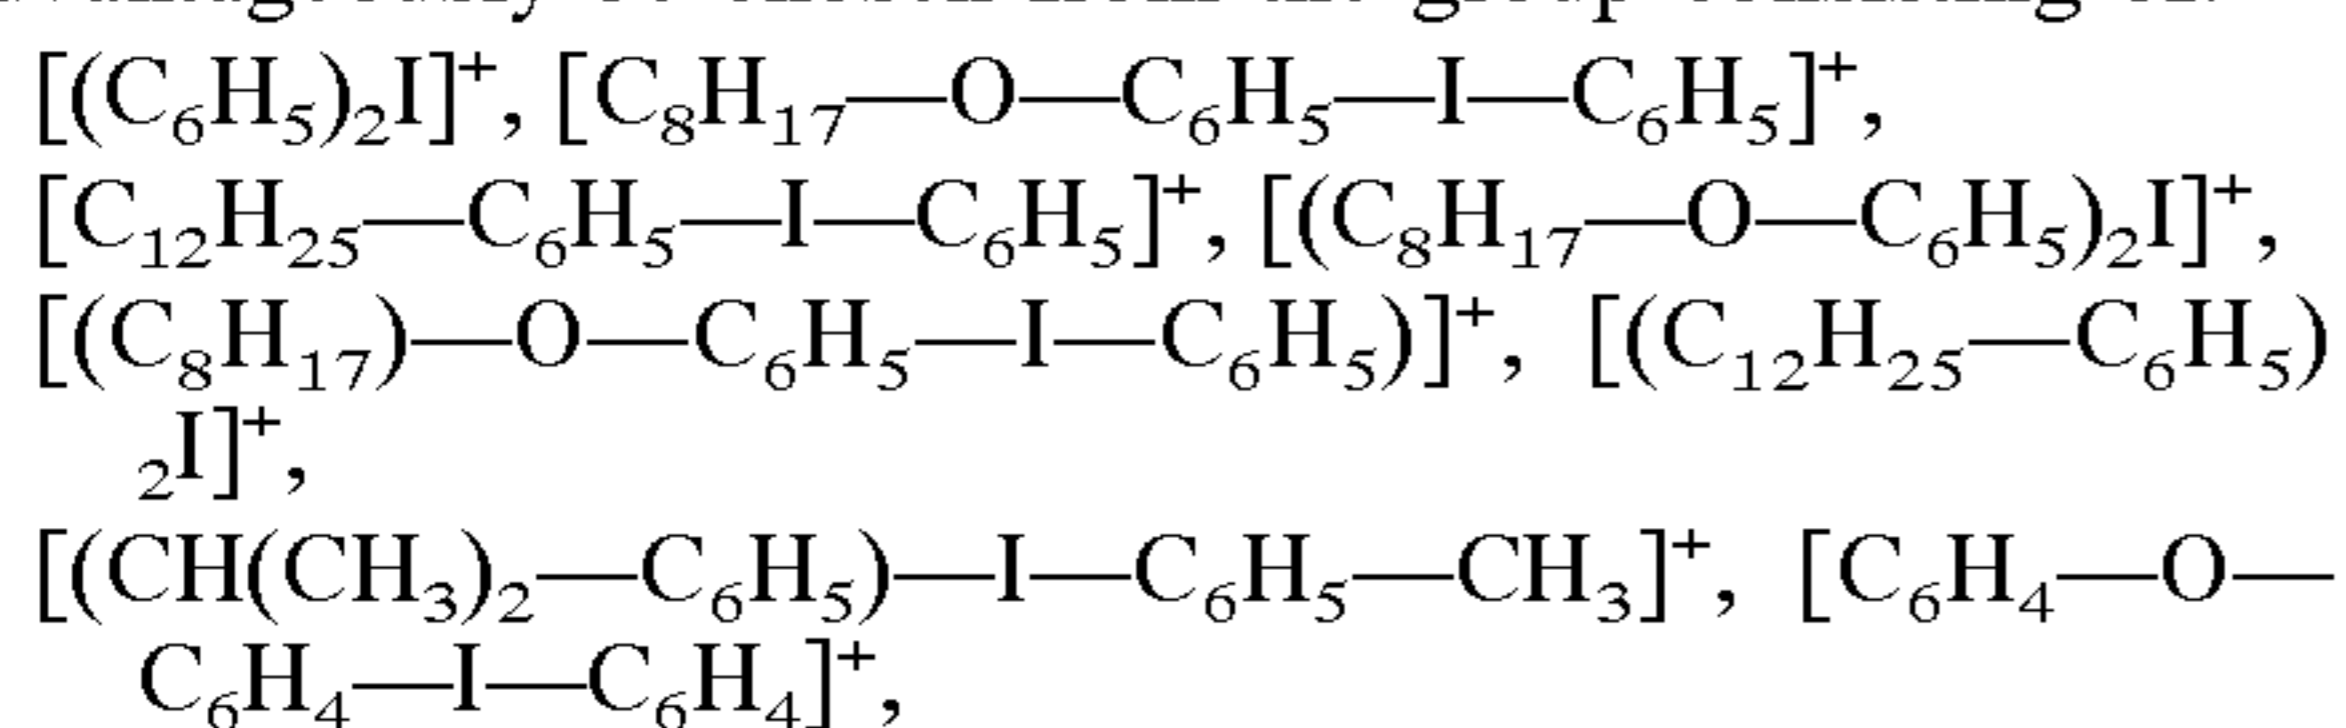 [(C₆H₅)₂I]⁺, [C₈H₁₇—O—C₆H₅—I—C₆H₅]⁺,
[C₁₂H₂₅—C₆H₅—I—C₆H₅]⁺, [(C₈H₁₇—O—C₆H₅)₂I]⁺,
[(C₈H₁₇)—O—C₆H₅—I—C₆H₅)]⁺, [(C₁₂H₂₅—C₆H₅)
₂I]⁺,
[(CH(CH₃)₂—C₆H₅)—I—C₆H₅—CH₃]⁺, [C₆H₄—O—
C₆H₄—I—C₆H₄]⁺,